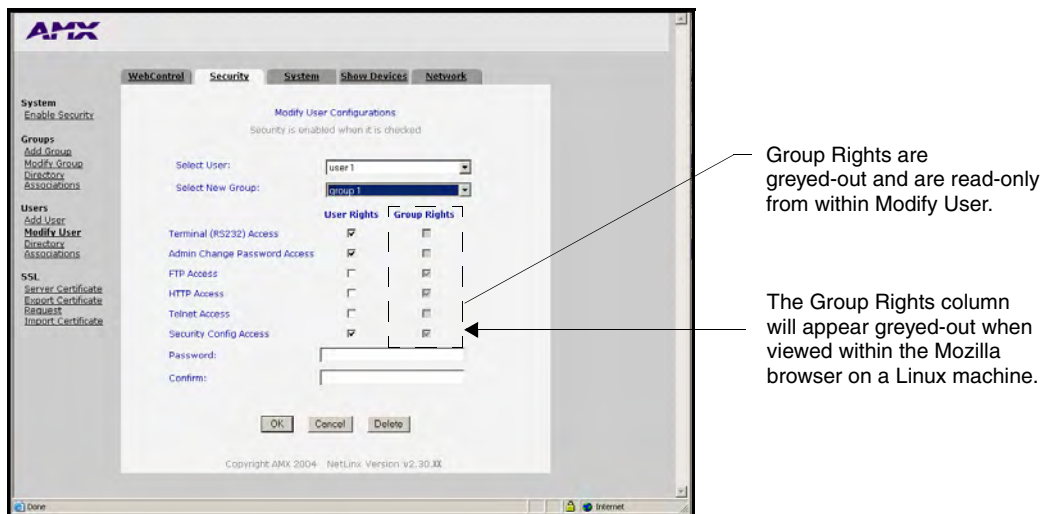 AMX
WebControl Security System Show Devices Network
System
Enable Security
Groups
Add Group
Modify Group
Directory
Associations
Users
Add User
Modify User
Directory
Associations
SSL
Server Certificate
Export Certificate
Request
Import Certificate
Modify User Configurations
Security is enabled when it is checked
Select User: user1
Select New Group: group 1
User Rights Group Rights
Terminal (RS232) Access
Admin Change Password Access
FTP Access
HTTP Access
Telnet Access
Security Config Access
Password:
Confirm:
OK Cancel Delete
Copyright AMX 2004 NetLinx Version v2.30.XX
Done Internet
Group Rights are
greyed-out and are read-only
from within Modify User.
The Group Rights column
will appear greyed-out when
viewed within the Mozilla
browser on a Linux machine.